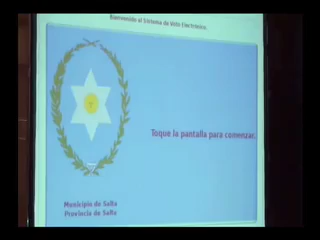 Bienvenido al Sistema de Voto Electrónico
Toque la pantalla para comenzar.
Municipio de Salta
Provincia de Salta